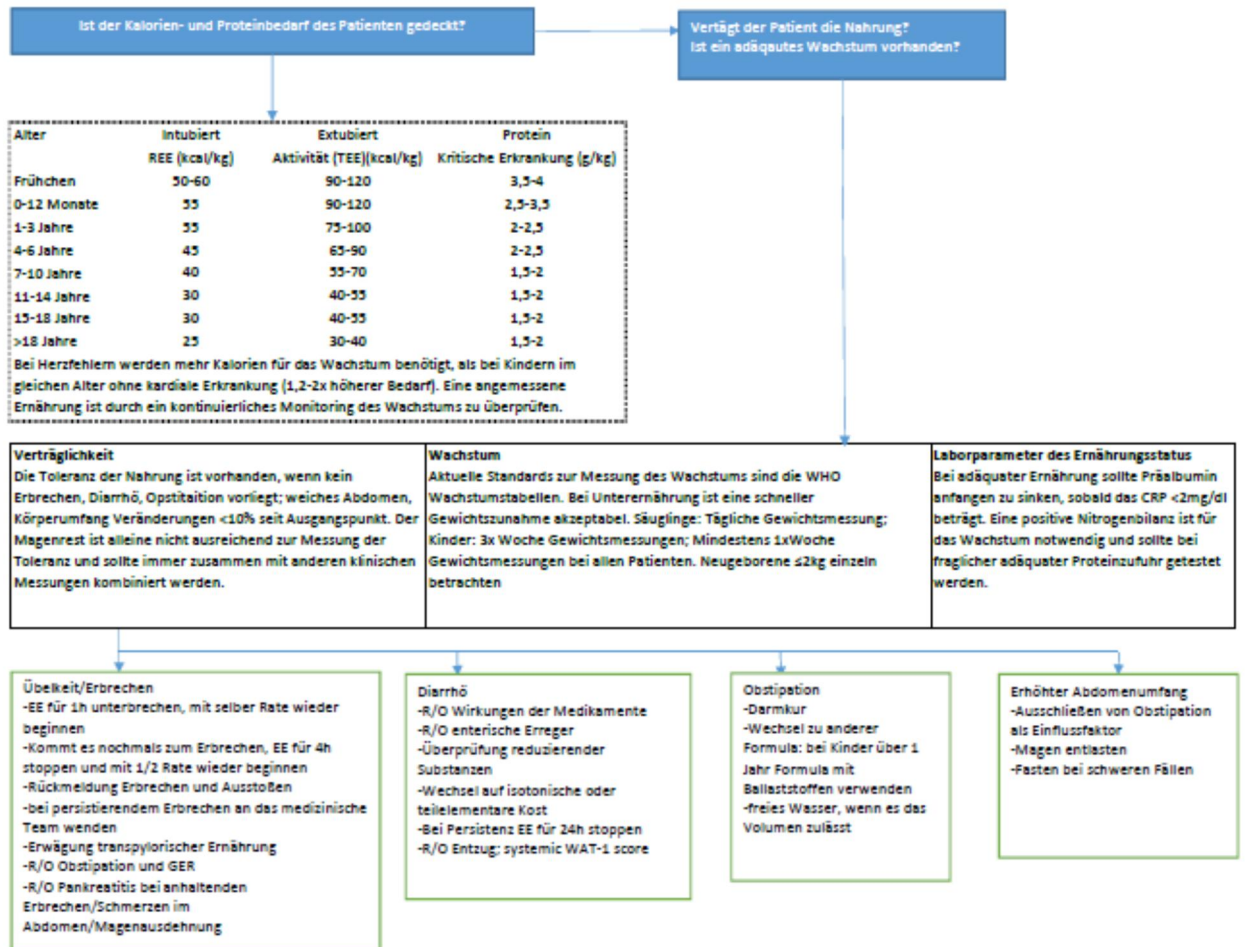 Ist der Kalorien- und Proteinbedarf des Patienten gedeckt?
Vertägt der Patient die Nahrung?
Ist ein adäqautes Wachstum vorhanden?
Alter Intubiert Extubiert Protein
REE (kcal/kg) Aktivität (TEE)(kcal/kg) Kritische Erkrankung (g/kg)
Frühchen 50-60 90-120 3,5-4
0-12 Monate 55 90-120 2,5-3,5
1-3 Jahre 55 75-100 2-2,5
4-6 Jahre 45 65-90 2-2,5
7-10 Jahre 40 55-70 1,5-2
11-14 Jahre 30 40-55 1,5-2
15-18 Jahre 30 40-55 1,5-2
>18 Jahre 25 30-40 1,5-2
Bei Herzfehlern werden mehr Kalorien für das Wachstum benötigt, als bei Kindern im
gleichen Alter ohne kardiale Erkrankung (1,2-2x höherer Bedarf). Eine angemessene
Ernährung ist durch ein kontinuierliches Monitoring des Wachstums zu überprüfen.
Verträglichkeit
Die Toleranz der Nahrung ist vorhanden, wenn kein
Erbrechen, Diarrhö, Opstitaition vorliegt; weiches Abdomen,
Körperumfang Veränderungen <10% seit Ausgangspunkt. Der
Magenrest ist alleine nicht ausreichend zur Messung der
Toleranz und sollte immer zusammen mit anderen klinischen
Messungen kombiniert werden.
Wachstum
Aktuelle Standards zur Messung des Wachstums sind die WHO
Wachstumstabellen. Bei Unterernährung ist eine schneller
Gewichtszunahme akzeptabel. Säuglinge: Tägliche Gewichtsmessung;
Kinder: 3x Woche Gewichtsmessungen; Mindestens 1xWoche
Gewichtsmessungen bei allen Patienten. Neugeborene ≤2kg einzeln
betrachten
Laborparameter des Ernährungsstatus
Bei adäquater Ernährung sollte Präalbumin
anfangen zu sinken, sobald das CRP <2mg/dl
beträgt. Eine positive Nitrogenbilanz ist für
das Wachstum notwendig und sollte bei
fraglicher adäquater Proteinzufuhr getestet
werden.
Übelkeit/Erbrechen
-EE für 1h unterbrechen, mit selber Rate wieder
beginnen
-Kommt es nochmals zum Erbrechen, EE für 4h
stoppen und mit 1/2 Rate wieder beginnen
-Rückmeldung Erbrechen und Ausstoßen
-bei persistierendem Erbrechen an das medizinische
Team wenden
-Erwägung transpylorischer Ernährung
-R/O Obstipation und GER
-R/O Pankreatitis bei anhaltenden
Erbrechen/Schmerzen im
Abdomen/Magenausdehnung
Diarrhö
-R/O Wirkungen der Medikamente
-R/O enterische Erreger
-Überprüfung reduzierender
Substanzen
-Wechsel auf isotonische oder
teilelementare Kost
-Bei Persistenz EE für 24h stoppen
-R/O Entzug; systemic WAT-1 score
Obstipation
-Darmkur
-Wechsel zu anderer
Formula: bei Kinder über 1
Jahr Formula mit
Ballaststoffen verwenden
-freies Wasser, wenn es das
Volumen zulässt
Erhöhter Abdomenumfang
-Ausschließen von Obstipation
als Einflussfaktor
-Magen entlasten
-Fasten bei schweren Fällen